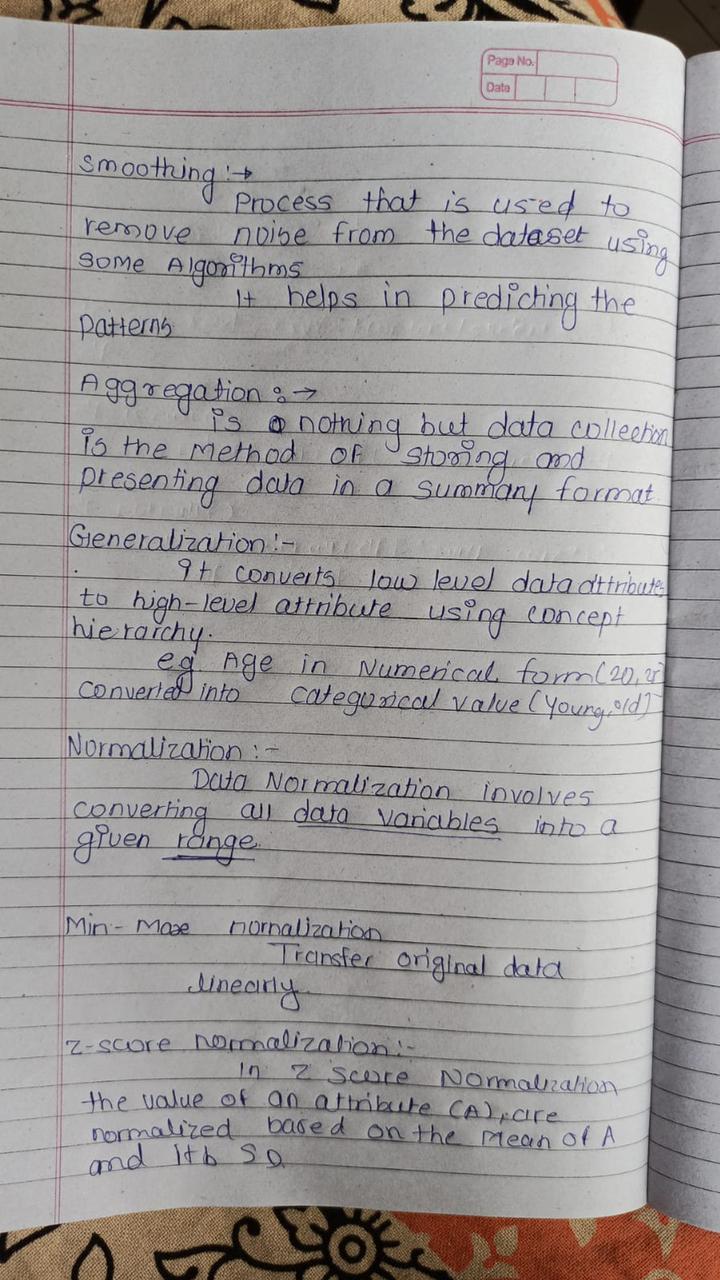 Page No.
Date
Smoothing :→
Process that is used to
remove noise from the dataset using
some Algorithms
It helps in predicting the
patterns
Aggregation :→
is nothing but data collection
is the method of storing and
presenting data in a summary format.
Generalization :-
It converts low level data attributes
to high-level attribute using concept
hierarchy.
eg Age in Numerical form (20,
converted into categorical value (Young, old)
Normalization :-
Data Normalization involves
converting all data variables into a
given range.
Min-Max normalization
Transfer original data
linearly.
Z-score normalization :-
In Z score Normalization
the value of an attribute (A), are
normalized based on the mean of A
and its SD